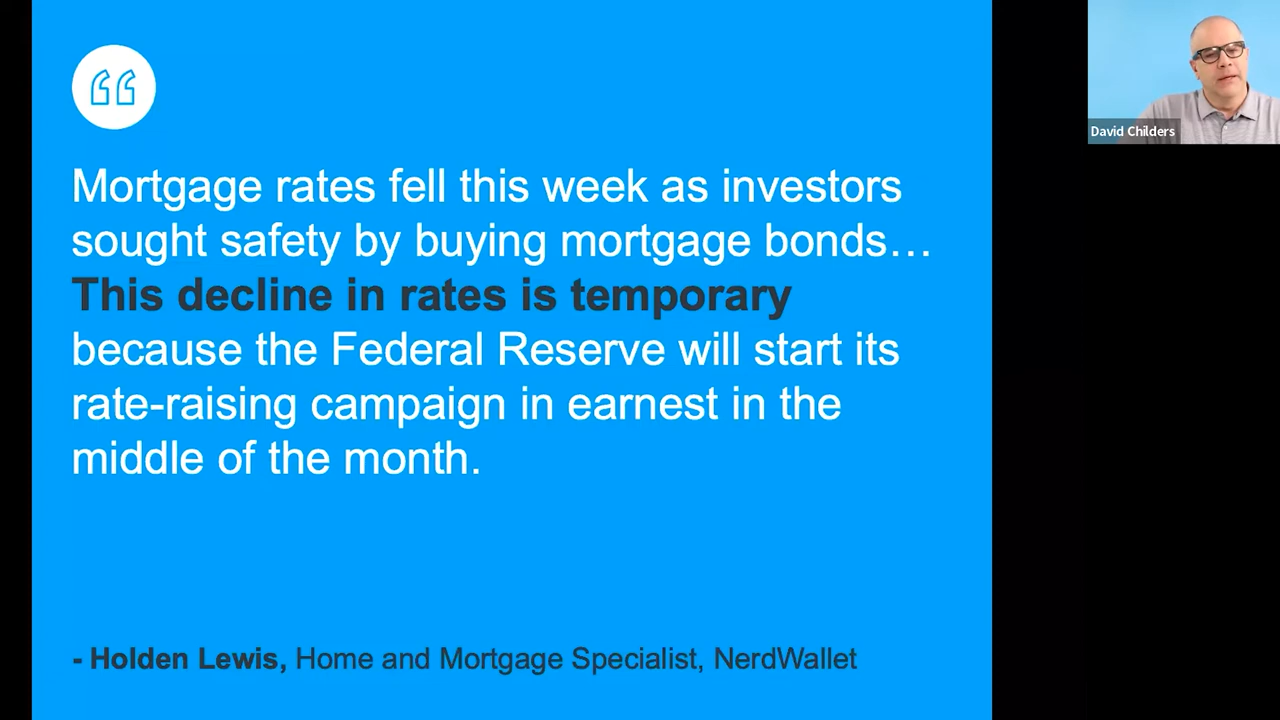 Mortgage rates fell this week as investors
sought safety by buying mortgage bonds…
This decline in rates is temporary
because the Federal Reserve will start its
rate-raising campaign in earnest in the
middle of the month.
- Holden Lewis, Home and Mortgage Specialist, NerdWallet
David Childers